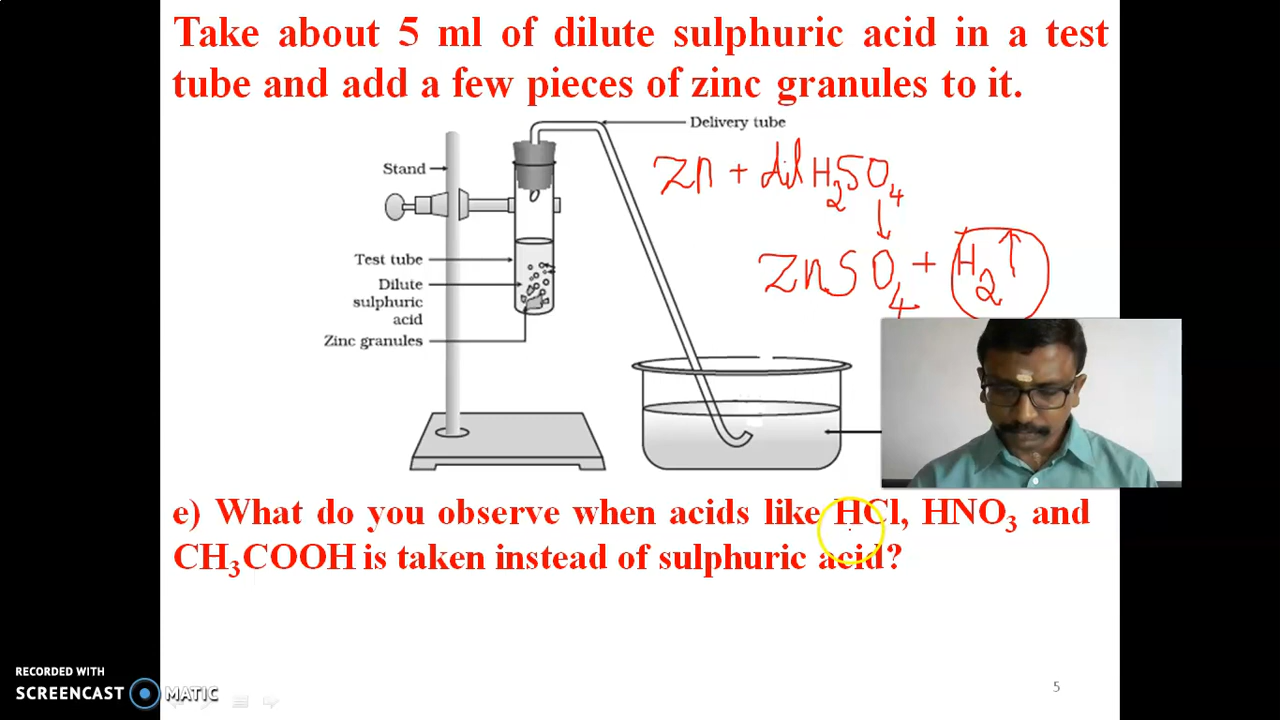 Take about 5 ml of dilute sulphuric acid in a test
tube and add a few pieces of zinc granules to it.
Delivery tube
Stand
Zn + dil H₂SO₄
↓
ZnSO₄ + H₂↑
Test tube
Dilute
sulphuric
acid
Zinc granules
e) What do you observe when acids like HCl, HNO₃ and
CH₃COOH is taken instead of sulphuric acid?
RECORDED WITH
SCREENCAST MATIC
5